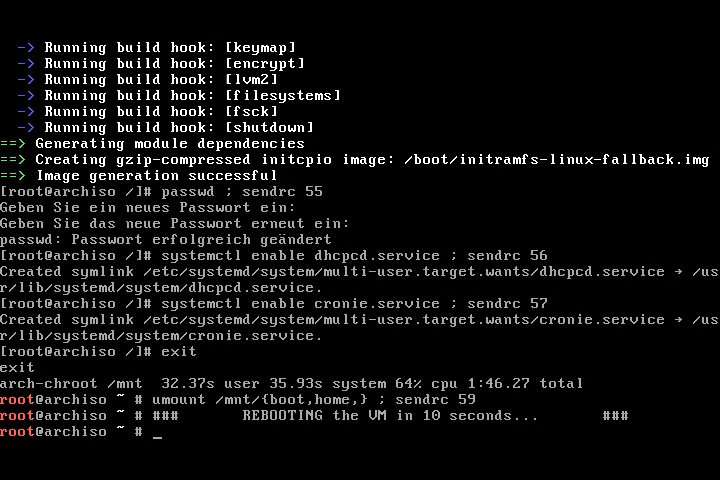 -> Running build hook: [keymap]
-> Running build hook: [encrypt]
-> Running build hook: [lvm2]
-> Running build hook: [filesystems]
-> Running build hook: [fsck]
-> Running build hook: [shutdown]
==> Generating module dependencies
==> Creating gzip-compressed initcpio image: /boot/initramfs-linux-fallback.img
==> Image generation successful
[root@archiso /]# passwd ; sendrc 55
Geben Sie ein neues Passwort ein:
Geben Sie das neue Passwort erneut ein:
passwd: Passwort erfolgreich geändert
[root@archiso /]# systemctl enable dhcpcd.service ; sendrc 56
Created symlink /etc/systemd/system/multi-user.target.wants/dhcpcd.service → /us
r/lib/systemd/system/dhcpcd.service.
[root@archiso /]# systemctl enable cronie.service ; sendrc 57
Created symlink /etc/systemd/system/multi-user.target.wants/cronie.service → /us
r/lib/systemd/system/cronie.service.
[root@archiso /]# exit
exit
arch-chroot /mnt  32.37s user 35.93s system 64% cpu 1:46.27 total
root@archiso ~ # umount /mnt/{boot,home,} ; sendrc 59
root@archiso ~ # ###       REBOOTING the VM in 10 seconds...       ###
root@archiso ~ # _